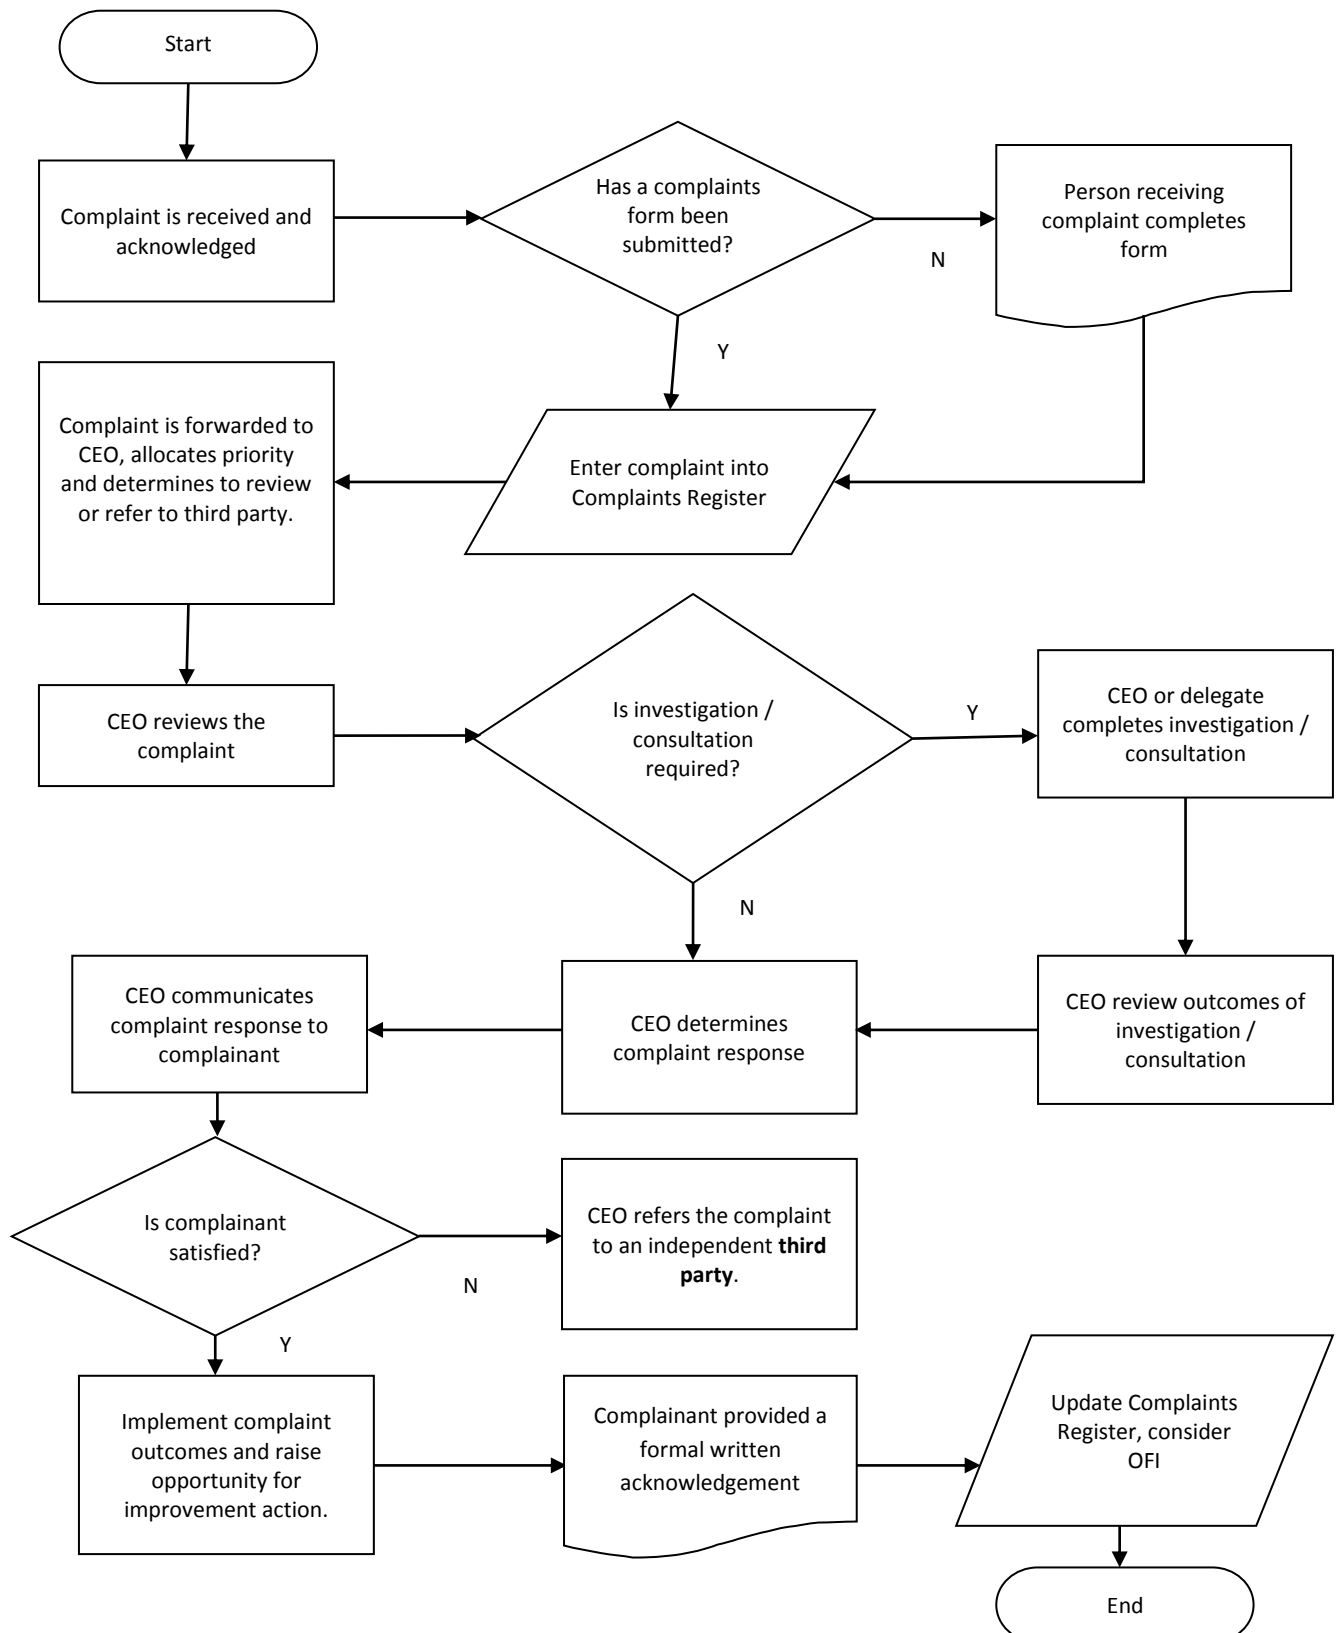 Start
Complaint is received and
acknowledged
Has a complaints
form been
submitted?
N
Person receiving
complaint completes
form
Y
Complaint is forwarded to
CEO, allocates priority
and determines to review
or refer to third party.
Enter complaint into
Complaints Register
CEO reviews the
complaint
Is investigation /
consultation
required?
Y
CEO or delegate
completes investigation /
consultation
N
CEO communicates
complaint response to
complainant
CEO determines
complaint response
CEO review outcomes of
investigation /
consultation
Is complainant
satisfied?
N
CEO refers the complaint
to an independent third
party.
Y
Implement complaint
outcomes and raise
opportunity for
improvement action.
Complainant provided a
formal written
acknowledgement
Update Complaints
Register, consider
OFI
End